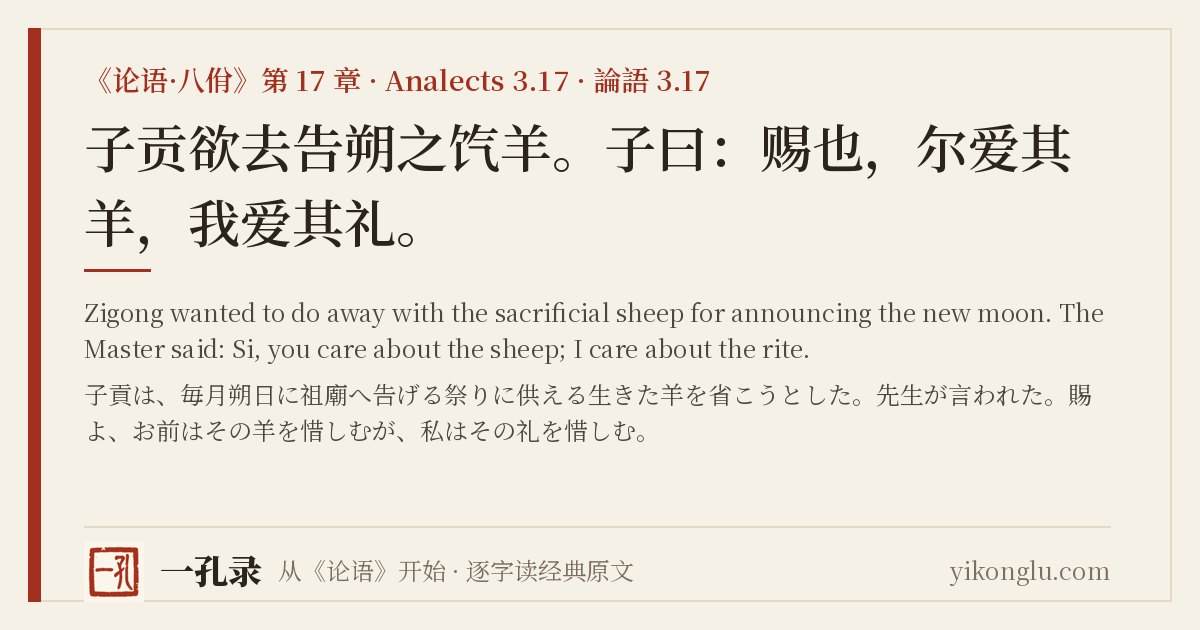 《论语·八佾》第 17 章 · Analects 3.17 · 論語 3.17
子贡欲去告朔之饩羊。子曰：赐也，尔爱其
羊，我爱其礼。
Zigong wanted to do away with the sacrificial sheep for announcing the new moon. The
Master said: Si, you care about the sheep; I care about the rite.
子貢は、毎月朔日に祖廟へ告げる祭りに供える生きた羊を省こうとした。先生が言われた。賜
よ、お前はその羊を惜しむが、私はその礼を惜しむ。
一孔 一孔录 从《论语》开始 · 逐字读经典原文 yikonglu.com